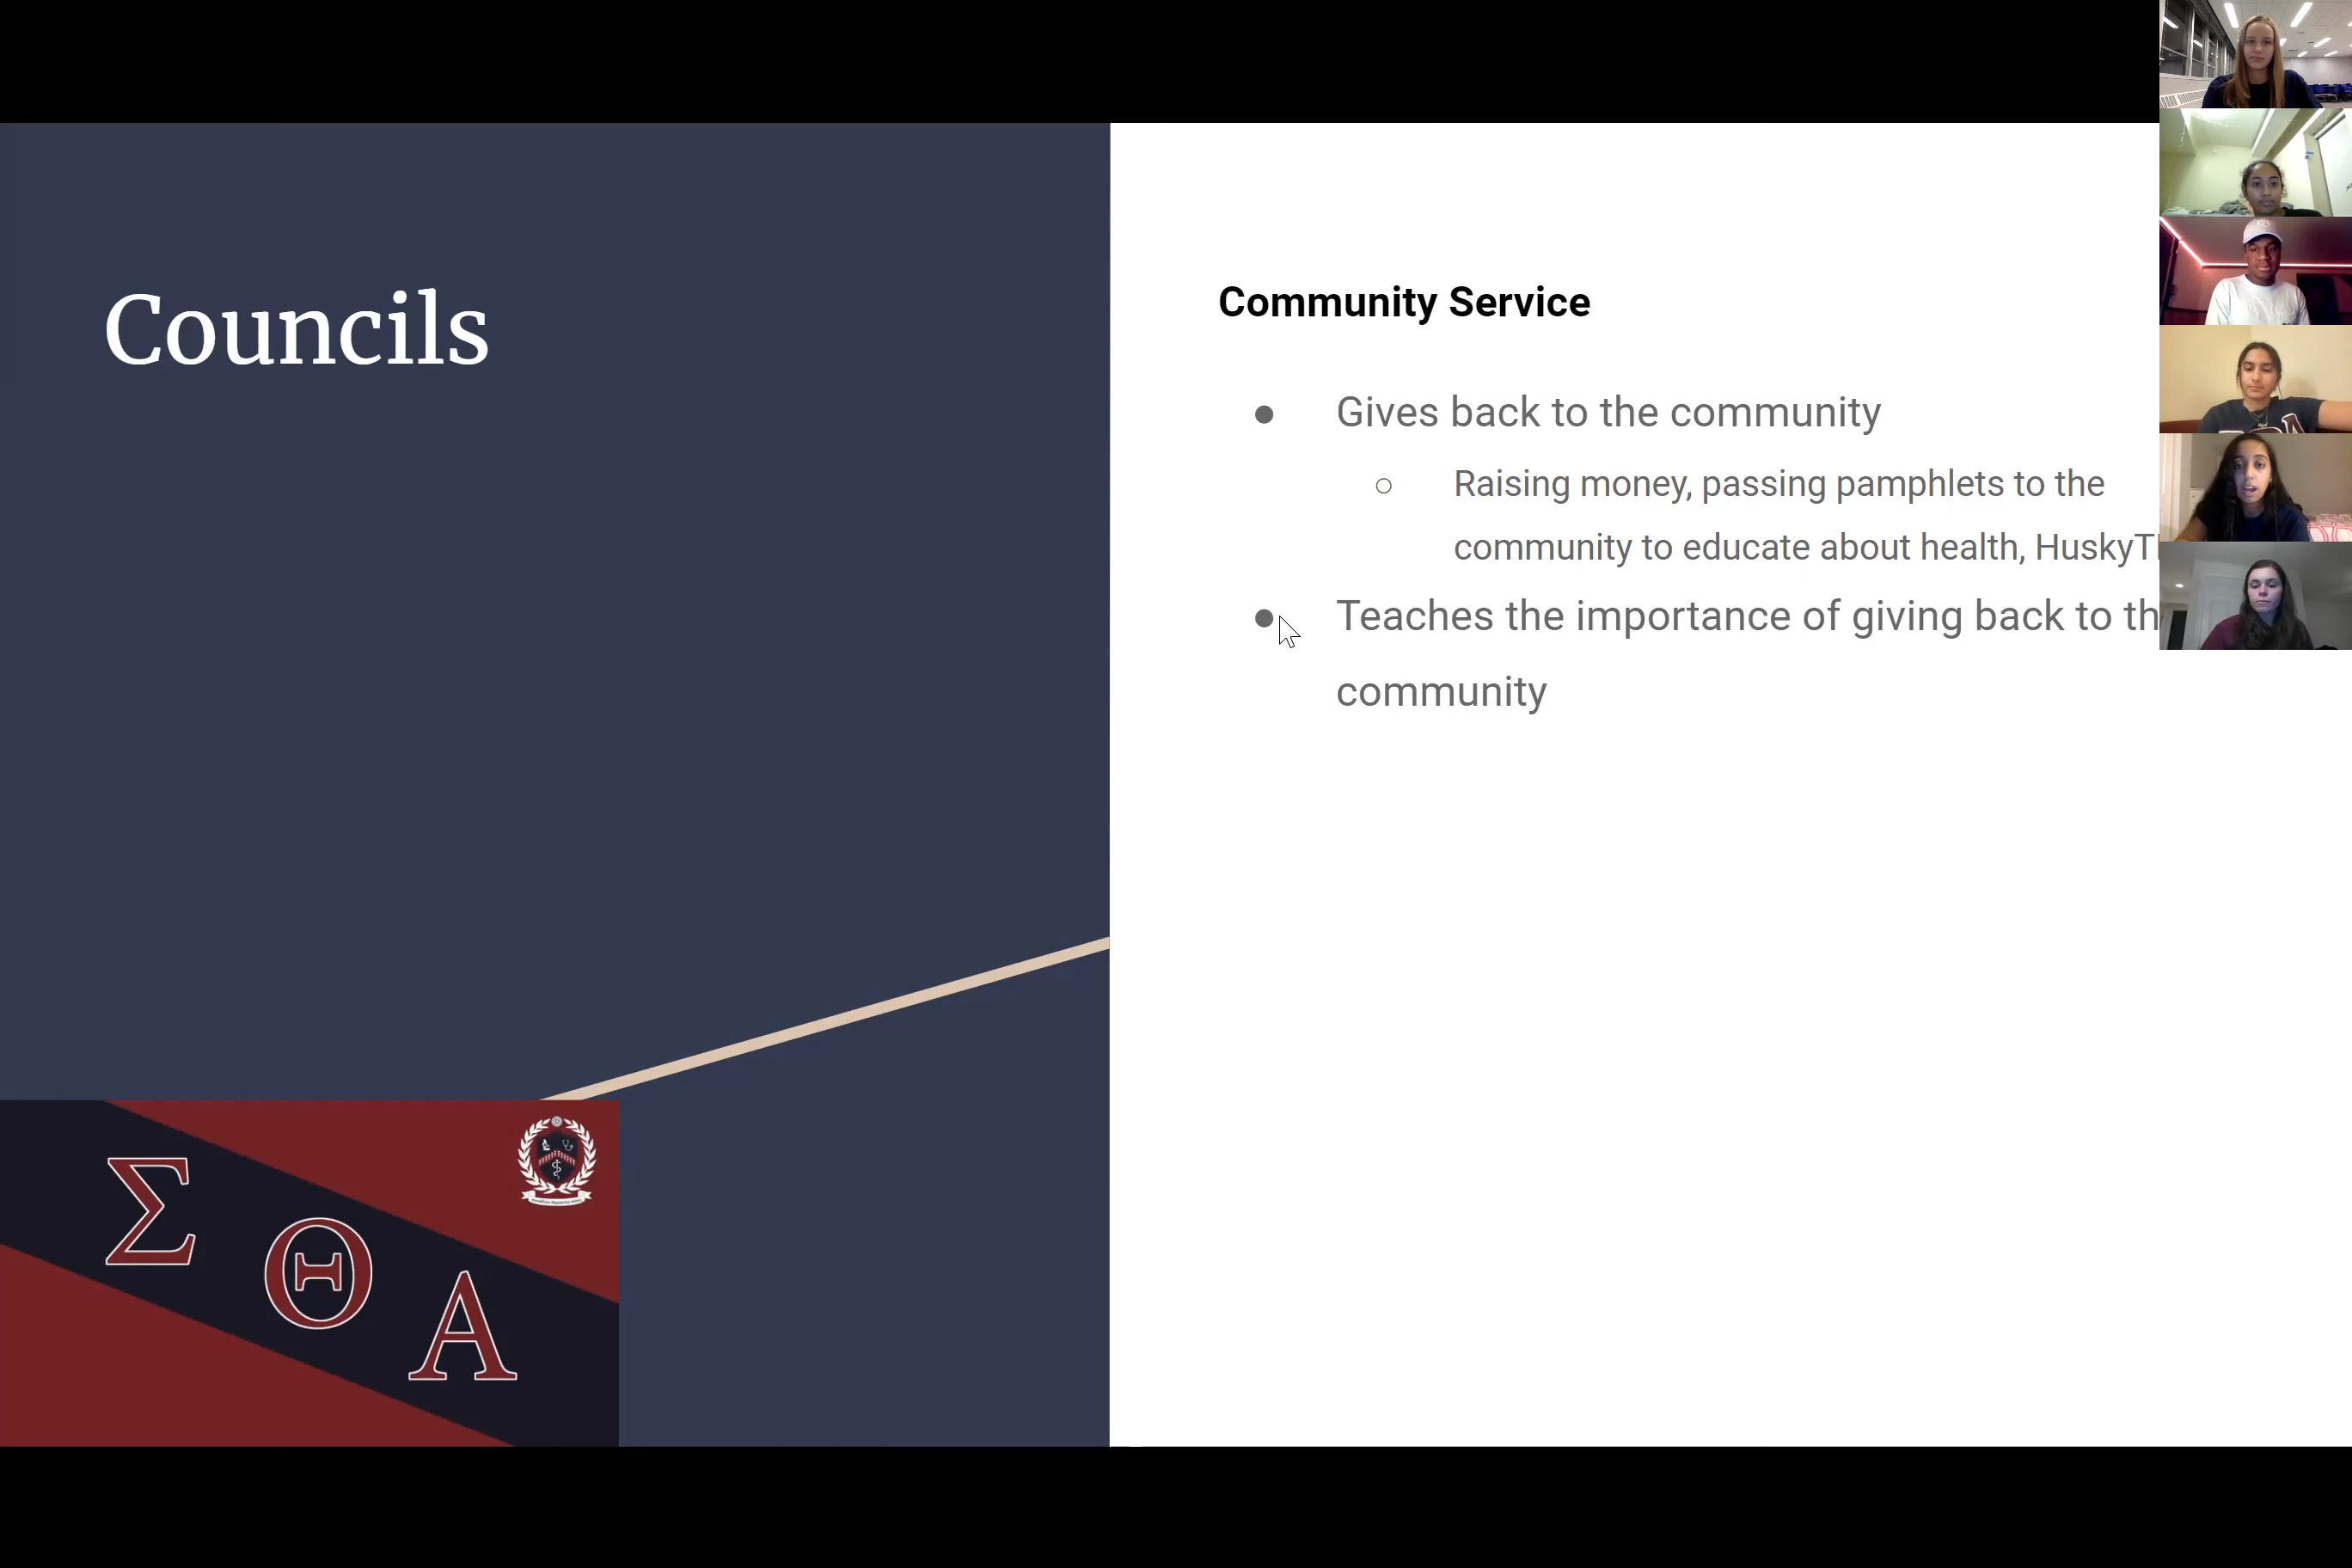 Councils
Community Service
● Gives back to the community
○ Raising money, passing pamphlets to the
community to educate about health,
● Teaches the importance of giving back to
community
Σ Θ Α